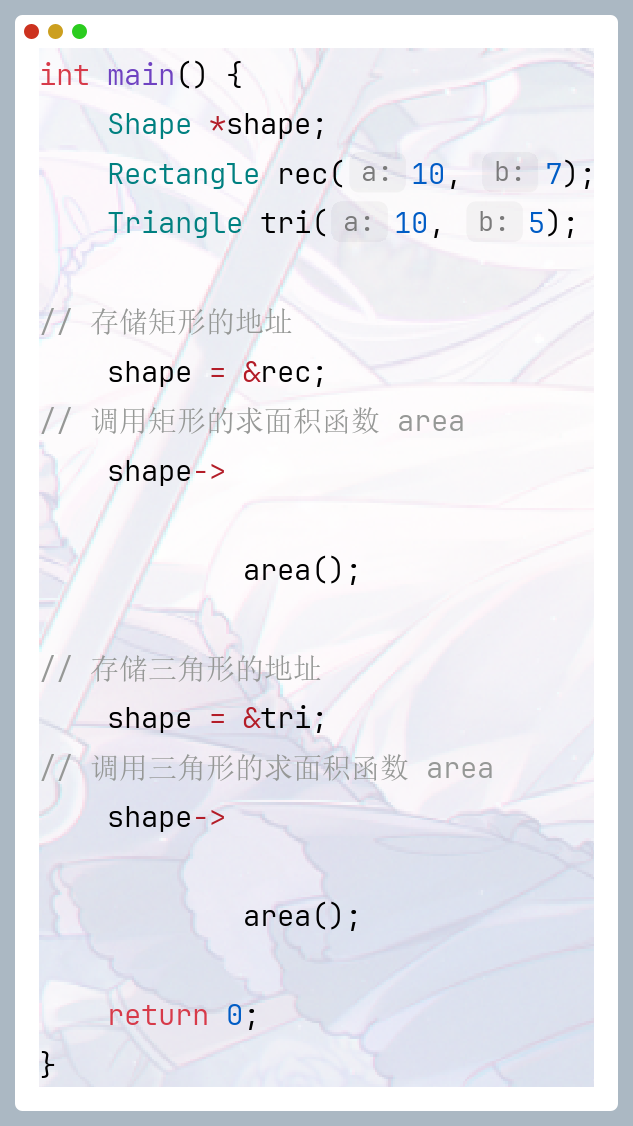 int main() {
    Shape *shape;
    Rectangle rec( a: 10,  b: 7);
    Triangle tri( a: 10,  b: 5);

// 存储矩形的地址
    shape = &rec;
// 调用矩形的求面积函数 area
    shape->

            area();

// 存储三角形的地址
    shape = &tri;
// 调用三角形的求面积函数 area
    shape->

            area();

    return 0;
}